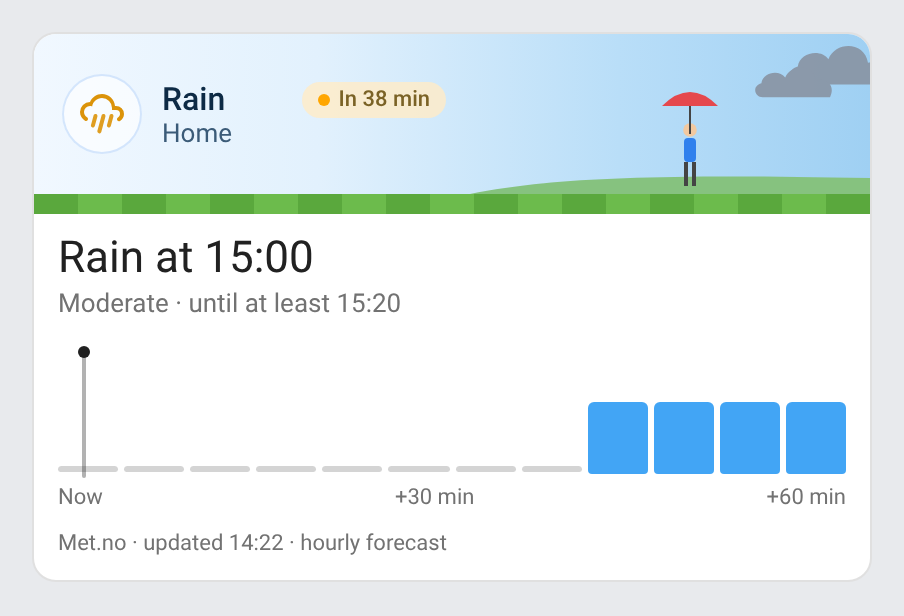 Rain
Home
In 38 min
Rain at 15:00
Moderate · until at least 15:20
Now
+30 min
+60 min
Met.no · updated 14:22 · hourly forecast